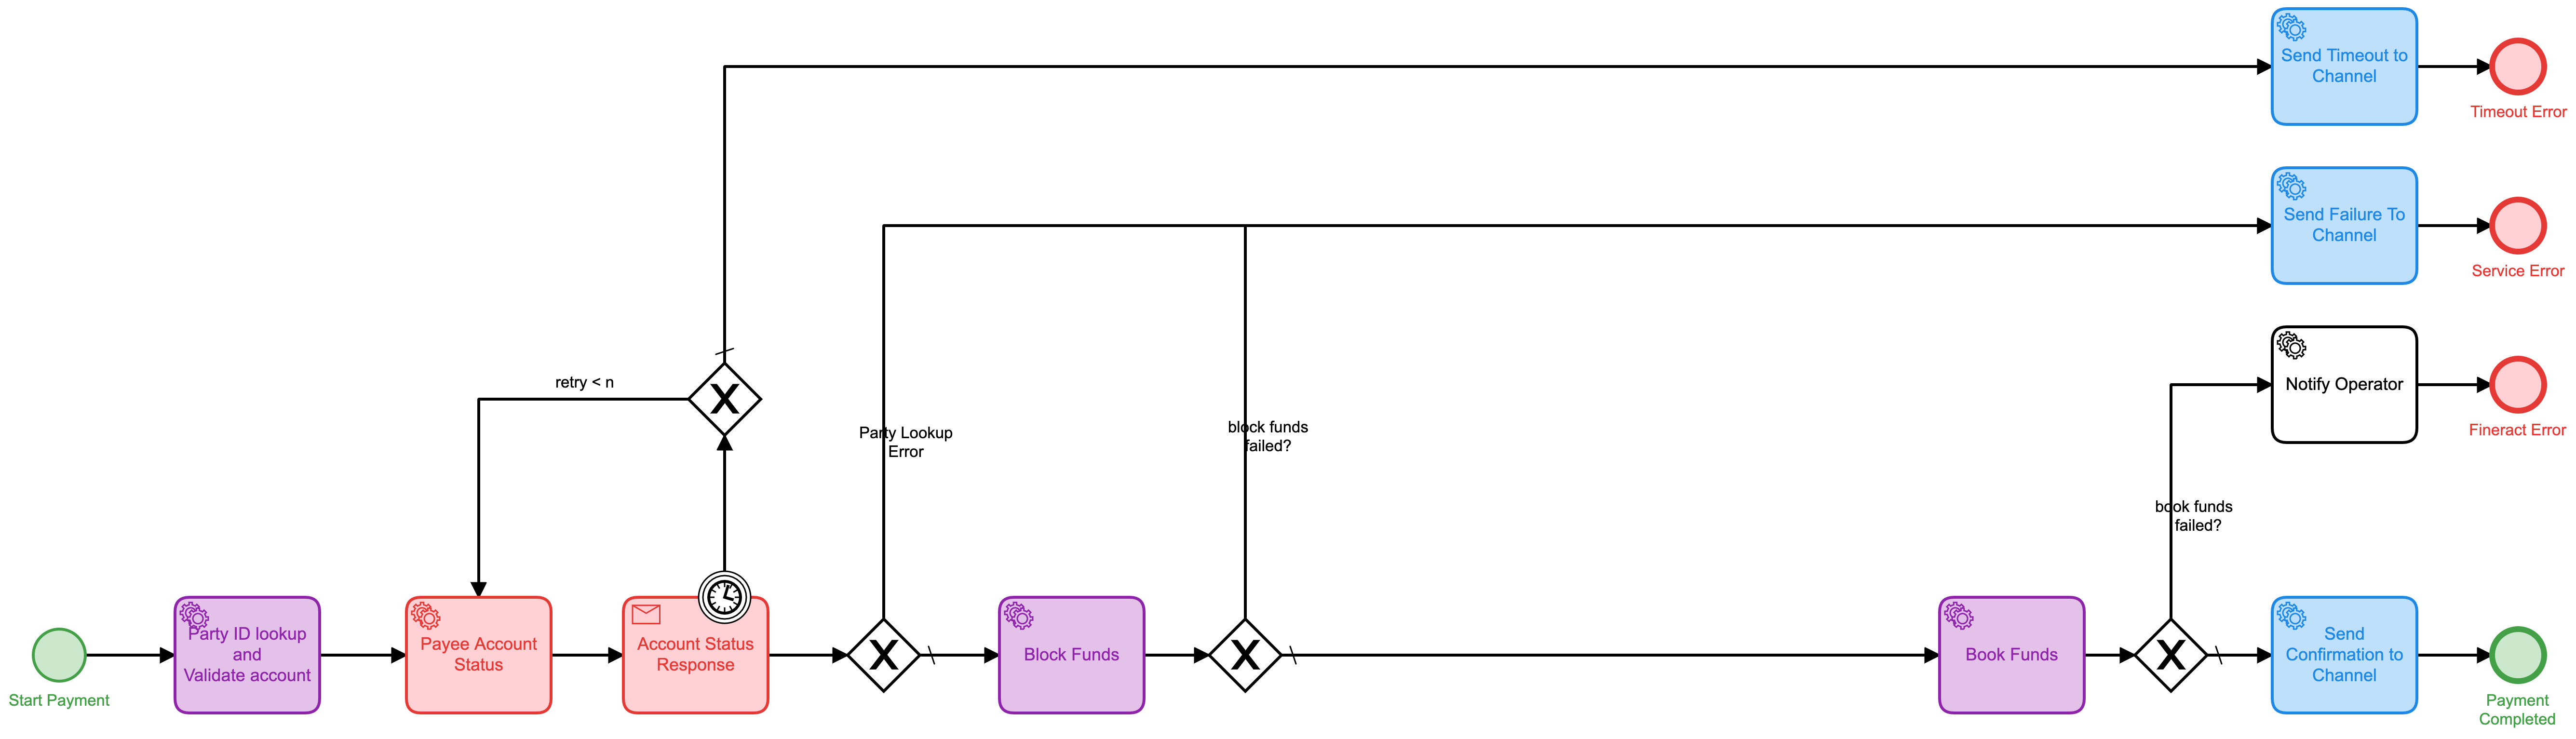 Send Timeout to
Channel
Timeout Error
Send Failure To
Channel
Service Error
retry < n
Party Lookup
Error
block funds
failed?
Notify Operator
Fineract Error
book funds
failed?
Start Payment
Party ID lookup
and
Validate account
Payee Account
Status
Account Status
Response
X
X
Block Funds
X
Book Funds
X
Send
Confirmation to
Channel
Payment
Completed